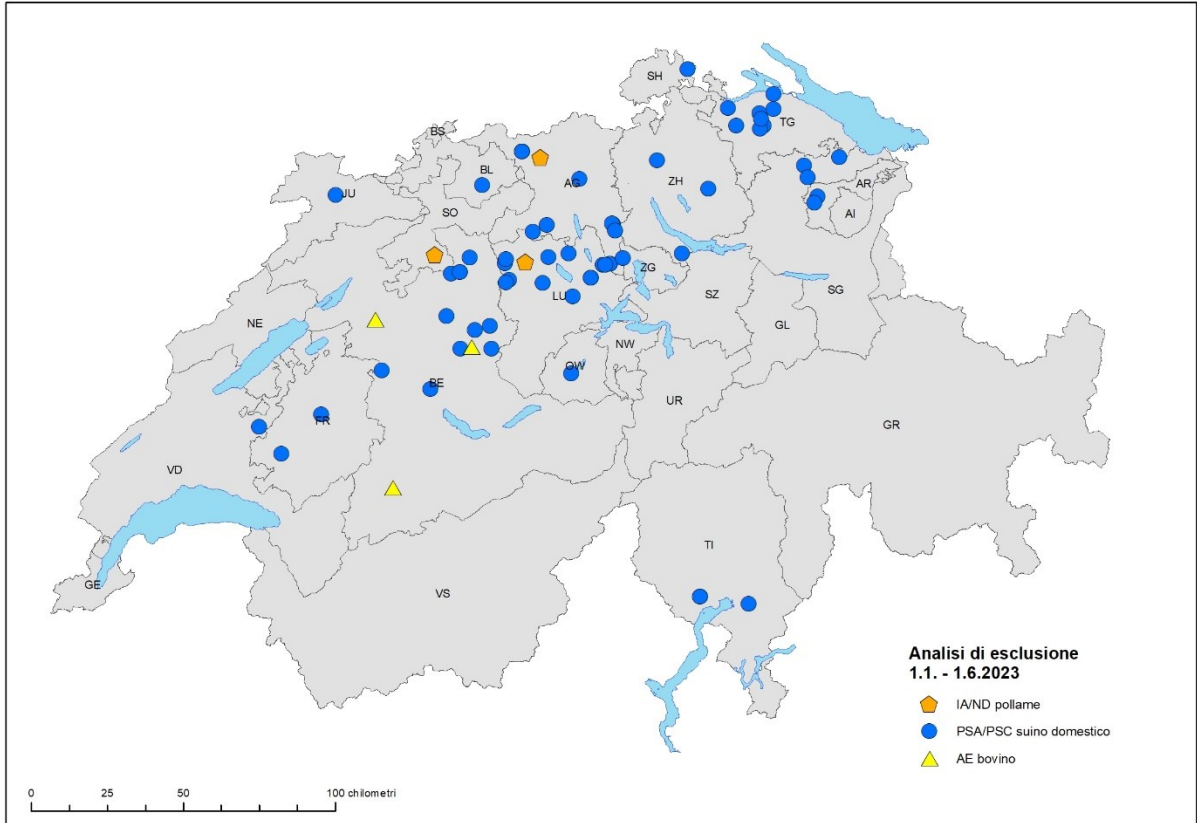 SH
TG
BS
BL
AG
ZH
AR
AI
JU
SO
ZG
LU
SZ
SG
GL
NE
NW
OW
BE
UR
GR
FR
VD
TI
VS
GE
Analisi di esclusione
1.1. - 1.6.2023
IA/ND pollame
PSA/PSC suino domestico
AE bovino
0 25 50 100 chilometri